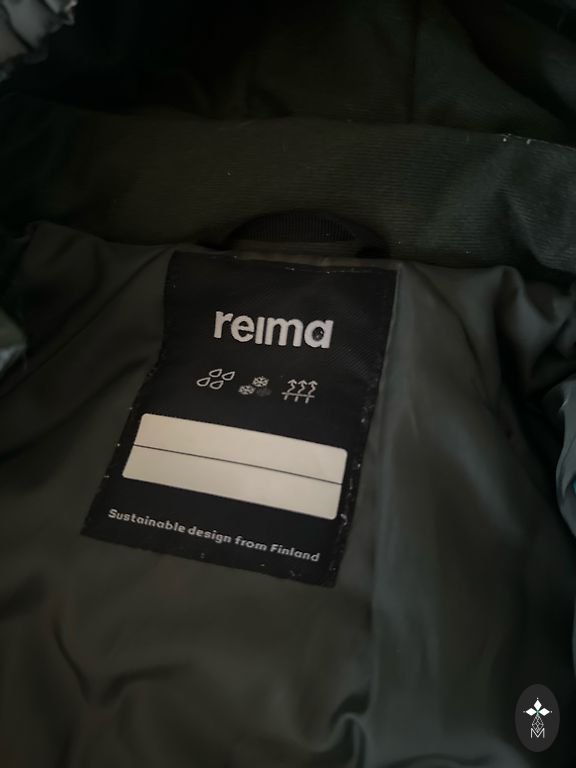 reima
Sustainable design from Finland
M